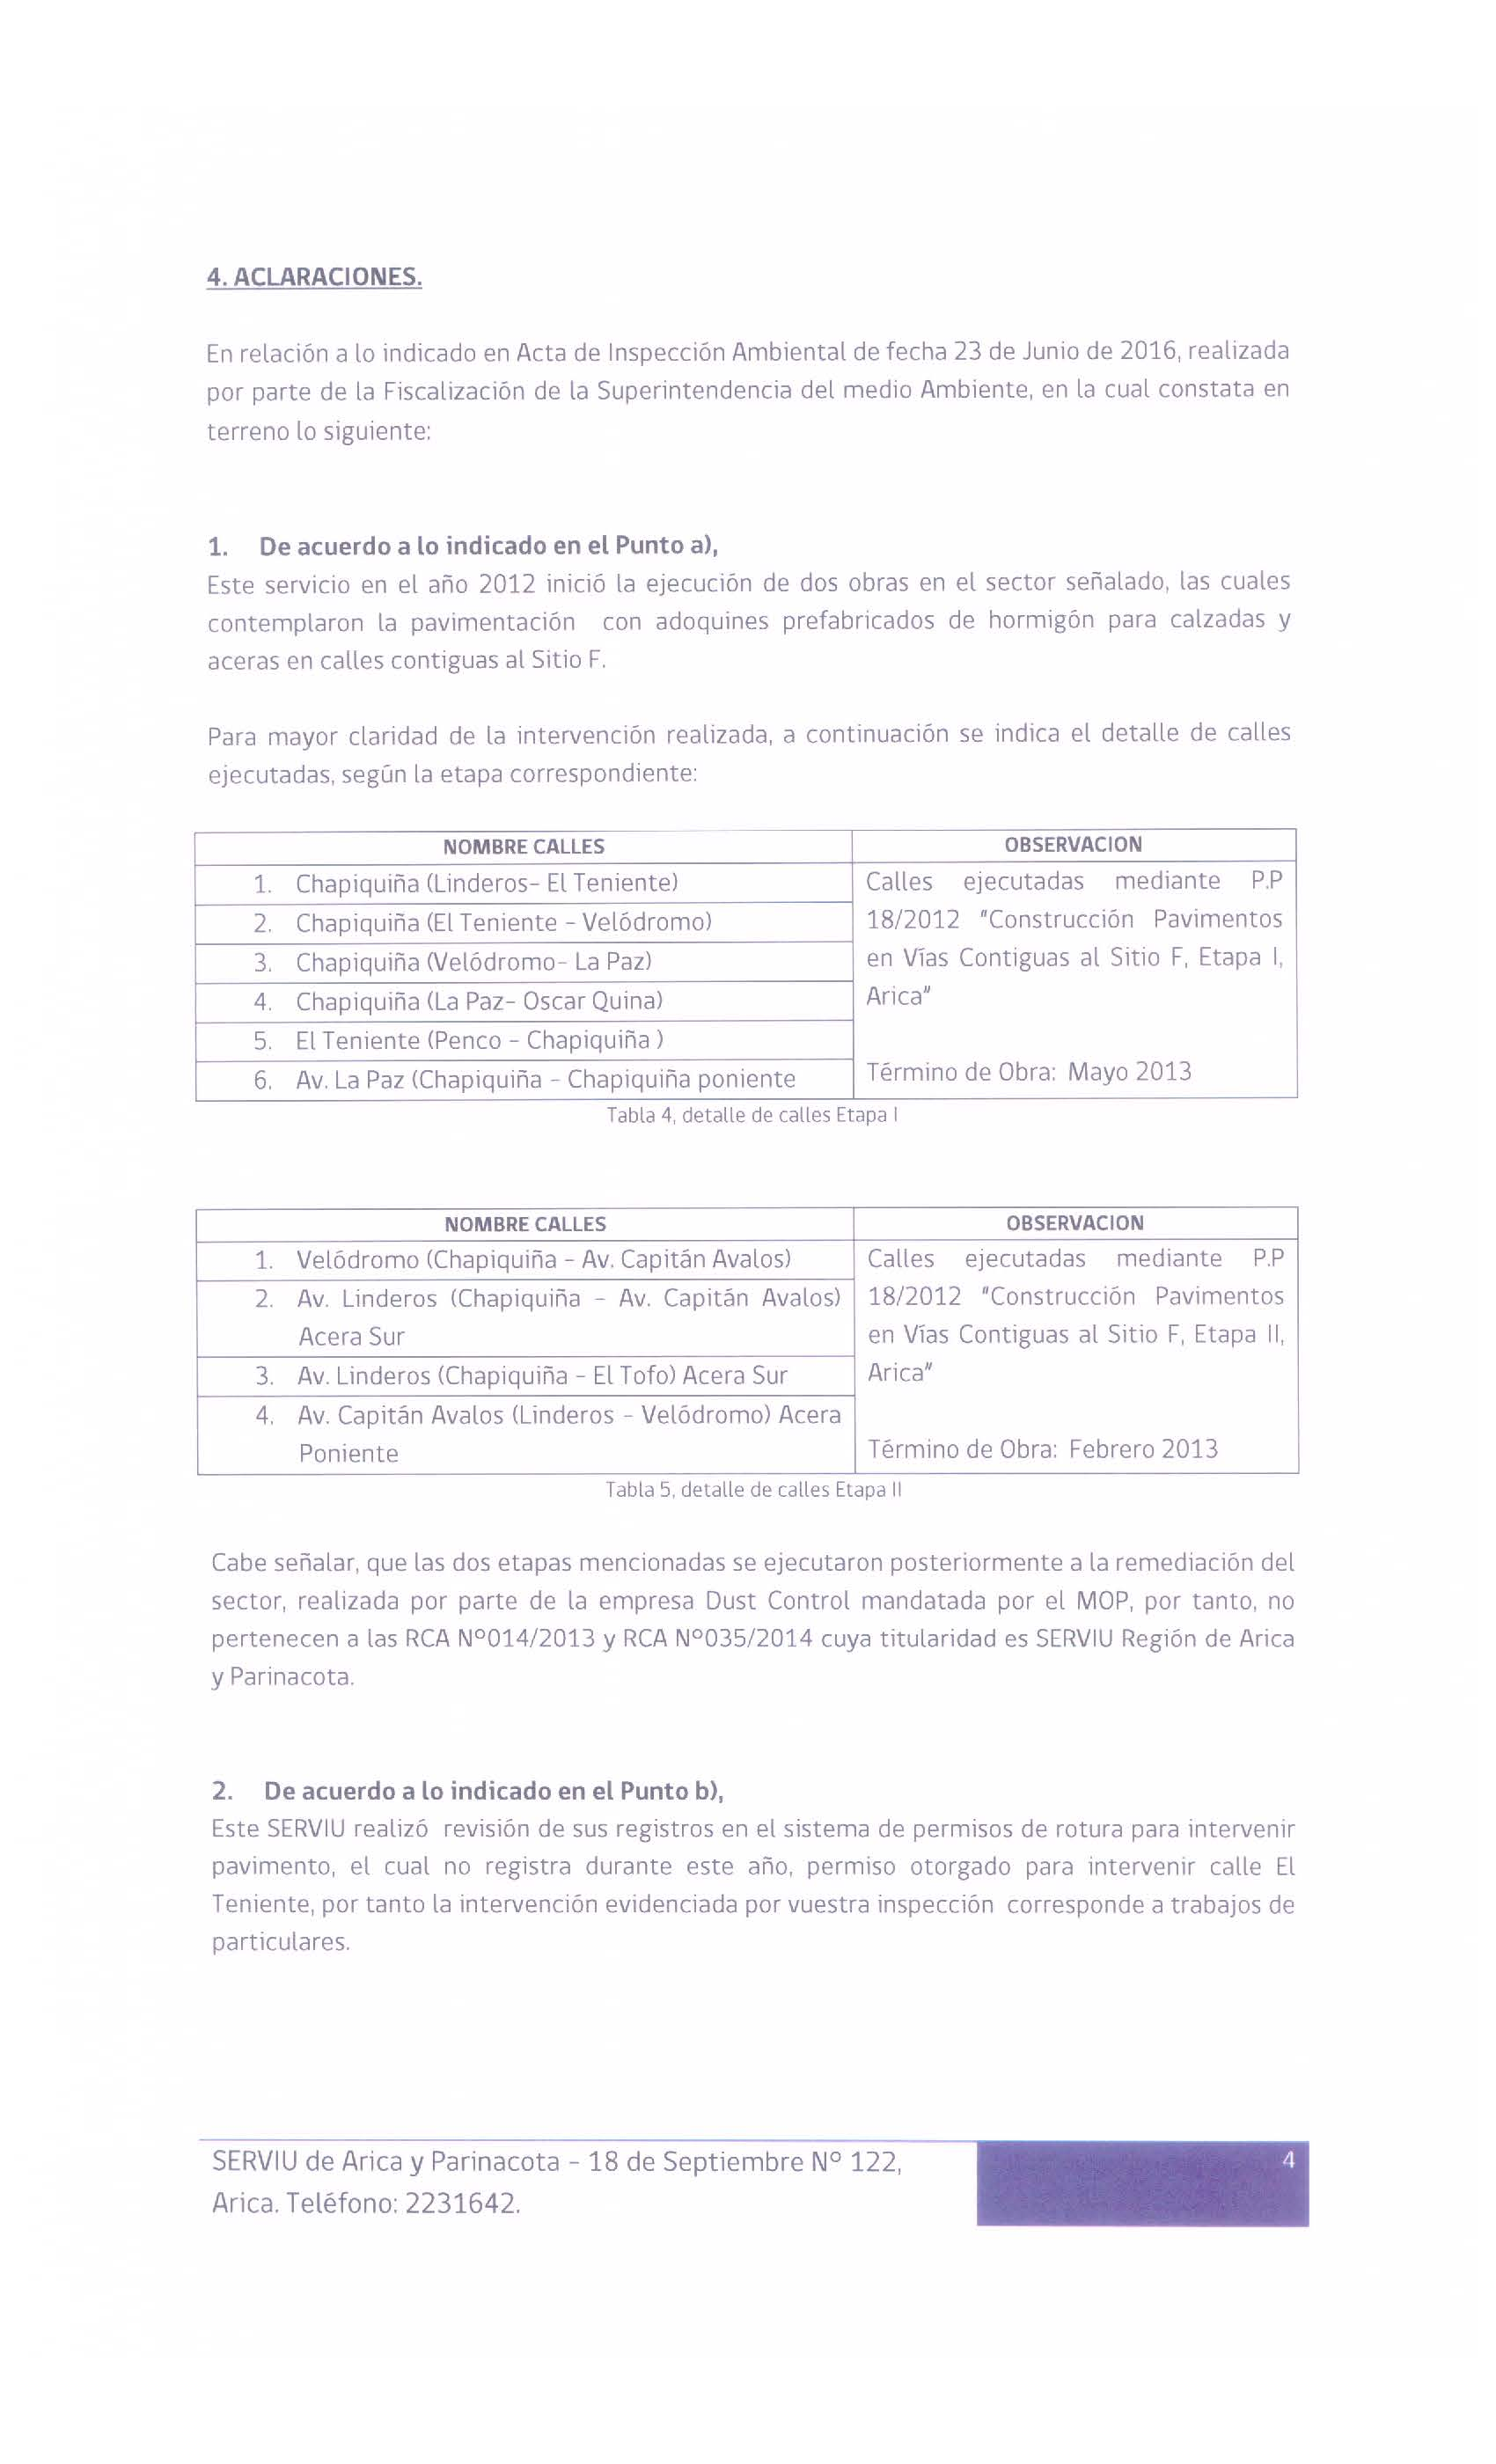 4. ACLARACIONES.
En relación a lo indicado en Acta de Inspección Ambiental de fecha 23 de Junio de 2016, realizada
por parte de la Fiscalización de la Superintendencia del medio Ambiente, en la cual constata en
terreno lo siguiente:
1. De acuerdo a lo indicado en el Punto a),
Este servicio en el año 2012 inició la ejecución de dos obras en el sector señalado, las cuales
contemplaron la pavimentación con adoquines prefabricados de hormigón para calzadas y
aceras en calles contiguas al Sitio F.
Para mayor claridad de la intervención realizada, a continuación se indica el detalle de calles
ejecutadas, según la etapa correspondiente:
NOMBRE CALLES
1. Chapiquiña (Linderos- El Teniente)
2. Chapiquiña (El Teniente - Velódromo)
3. Chapiquiña (Velódromo- La Paz)
4. Chapiquiña (La Paz- Oscar Quina)
5. El Teniente (Penco - Chapiquiña )
6. Av. La Paz (Chapiquiña - Chapiquiña poniente
OBSERVACION
Calles ejecutadas mediante P.P
18/2012 "Construcción Pavimentos
en Vías Contiguas al Sitio F, Etapa I,
Arica"
Término de Obra: Mayo 2013
Tabla 4, detalle de calles Etapa I
NOMBRE CALLES
1. Velódromo (Chapiquiña - Av. Capitán Avalos)
2. Av. Linderos (Chapiquiña - Av. Capitán Avalos)
Acera Sur
3. Av. Linderos (Chapiquiña - El Tofo) Acera Sur
4. Av. Capitán Avalos (Linderos - Velódromo) Acera
Poniente
OBSERVACION
Calles ejecutadas mediante P.P
18/2012 "Construcción Pavimentos
en Vías Contiguas al Sitio F, Etapa II,
Arica"
Término de Obra: Febrero 2013
Tabla 5, detalle de calles Etapa II
Cabe señalar, que las dos etapas mencionadas se ejecutaron posteriormente a la remediación del
sector, realizada por parte de la empresa Dust Control mandatada por el MOP, por tanto, no
pertenecen a las RCA Nº014/2013 y RCA Nº035/2014 cuya titularidad es SERVIU Región de Arica
y Parinacota.
2. De acuerdo a lo indicado en el Punto b),
Este SERVIU realizó revisión de sus registros en el sistema de permisos de rotura para intervenir
pavimento, el cual no registra durante este año, permiso otorgado para intervenir calle El
Teniente, por tanto la intervención evidenciada por vuestra inspección corresponde a trabajos de
particulares.
SERVIU de Arica y Parinacota - 18 de Septiembre Nº 122,
Arica. Teléfono: 2231642.
4